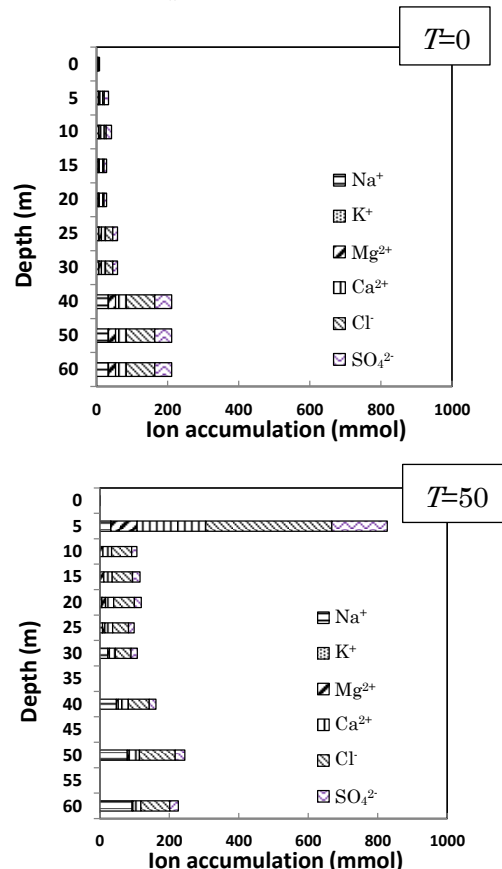 T=0
0
5
10
15
20
25
30
40
50
60
Depth (m)
Na⁺
K⁺
Mg²⁺
Ca²⁺
Cl⁻
SO₄²⁻
0 200 400 600 800 1000
Ion accumulation (mmol)
T=50
0
5
10
15
20
25
30
35
40
45
50
55
60
Depth (m)
Na⁺
K⁺
Mg²⁺
Ca²⁺
Cl⁻
SO₄²⁻
0 200 400 600 800 1000
Ion accumulation (mmol)